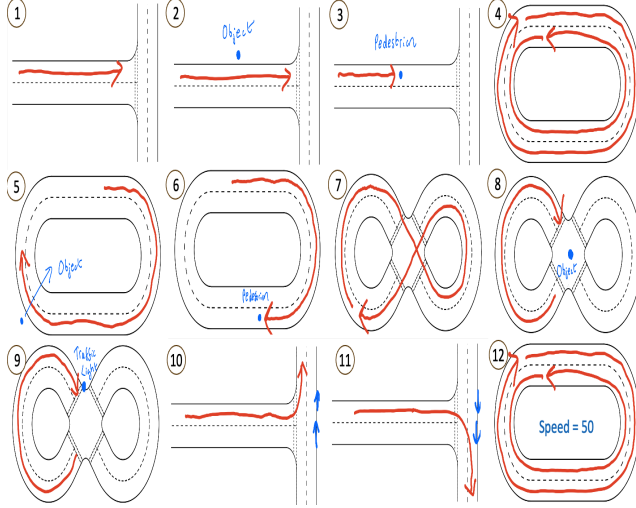 1
2
3
4
Object
Pedestrian
5
6
7
8
Object
Pedestrian
Object
9
10
11
12
Traffic
Light
Speed = 50